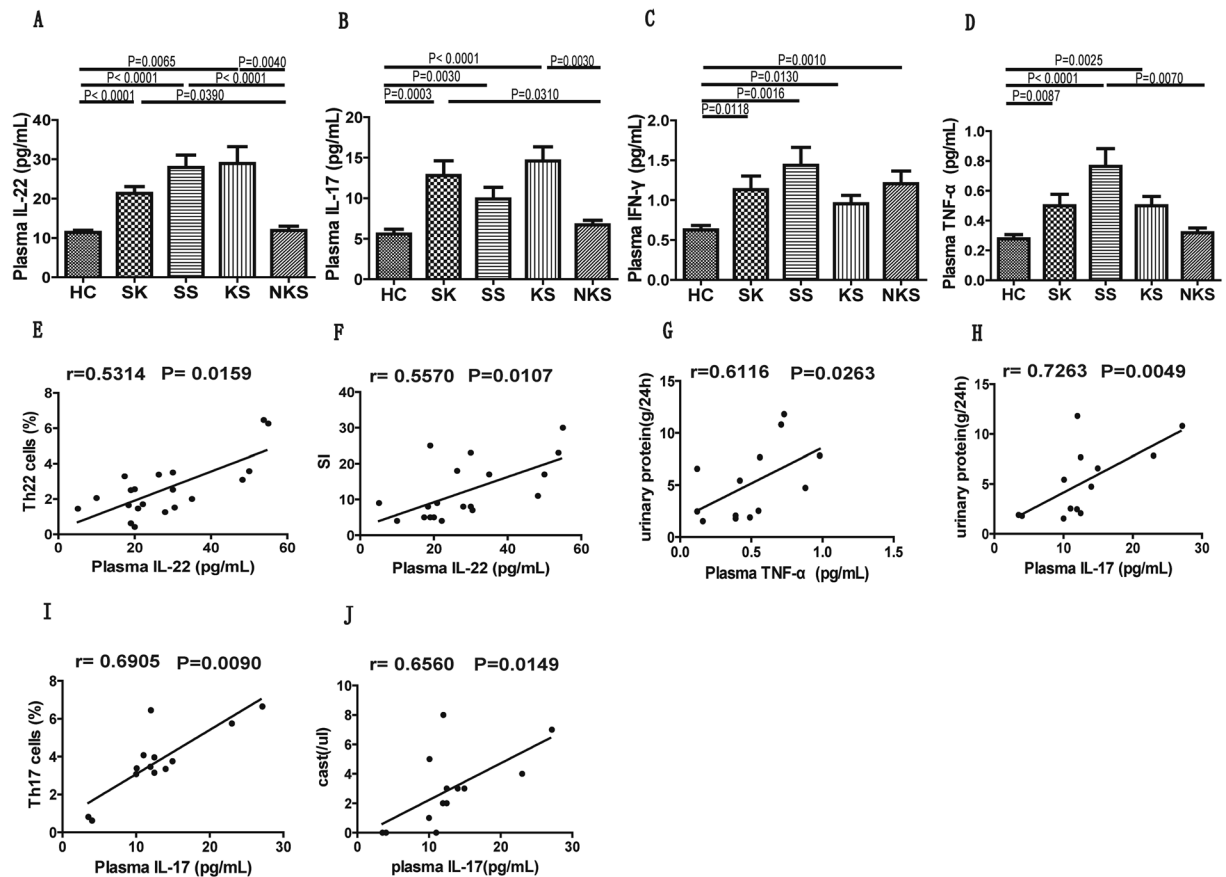 A
P=0.0065
P=0.0040
P< 0.0001
P< 0.0001
P< 0.0001
P=0.0390
Plasma IL-22 (pg/mL)
40
30
20
10
0
HC SK SS KS NKS
B
P< 0.0001
P=0.0030
P=0.0030
P=0.0003
P=0.0310
Plasma IL-17 (pg/mL)
20
15
10
5
0
HC SK SS KS NKS
C
P=0.0010
P=0.0130
P=0.0016
P=0.0118
Plasma IFN-γ (pg/mL)
2.0
1.5
1.0
0.5
0.0
HC SK SS KS NKS
D
P=0.0025
P<0.0001
P=0.0070
P=0.0087
Plasma TNF-α (pg/mL)
1.0
0.8
0.6
0.4
0.2
0.0
HC SK SS KS NKS
E
r=0.5314 P= 0.0159
Th22 cells (%)
8
6
4
2
0
0 20 40 60
Plasma IL-22 (pg/mL)
F
r= 0.5570 P=0.0107
SI
40
30
20
10
0
0 20 40 60
Plasma IL-22 (pg/mL)
G
r=0.6116 P=0.0263
urinary protein(g/24h)
15
10
5
0
0.0 0.5 1.0 1.5
Plasma TNF-α (pg/mL)
H
r= 0.7263 P=0.0049
urinary protein(g/24h)
15
10
5
0
0 10 20 30
Plasma IL-17 (pg/mL)
I
r= 0.6905 P=0.0090
Th17 cells (%)
8
6
4
2
0
0 10 20 30
Plasma IL-17 (pg/mL)
J
r= 0.6560 P=0.0149
cast(/ul)
10
8
6
4
2
0
0 10 20 30
plasma IL-17(pg/mL)